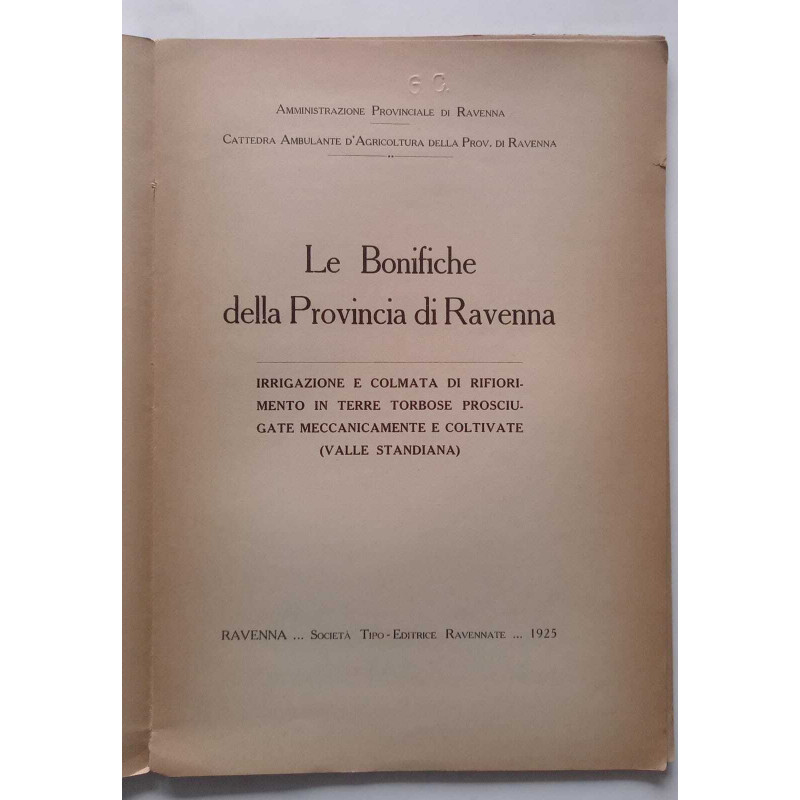 G C.
Amministrazione Provinciale di Ravenna
Cattedra Ambulante d'Agricoltura della Prov. di Ravenna
Le Bonifiche
della Provincia di Ravenna
IRRIGAZIONE E COLMATA DI RIFIORI-
MENTO IN TERRE TORBOSE PROSCIU-
GATE MECCANICAMENTE E COLTIVATE
(VALLE STANDIANA)
RAVENNA ... Società Tipo-Editrice Ravennate ... 1925